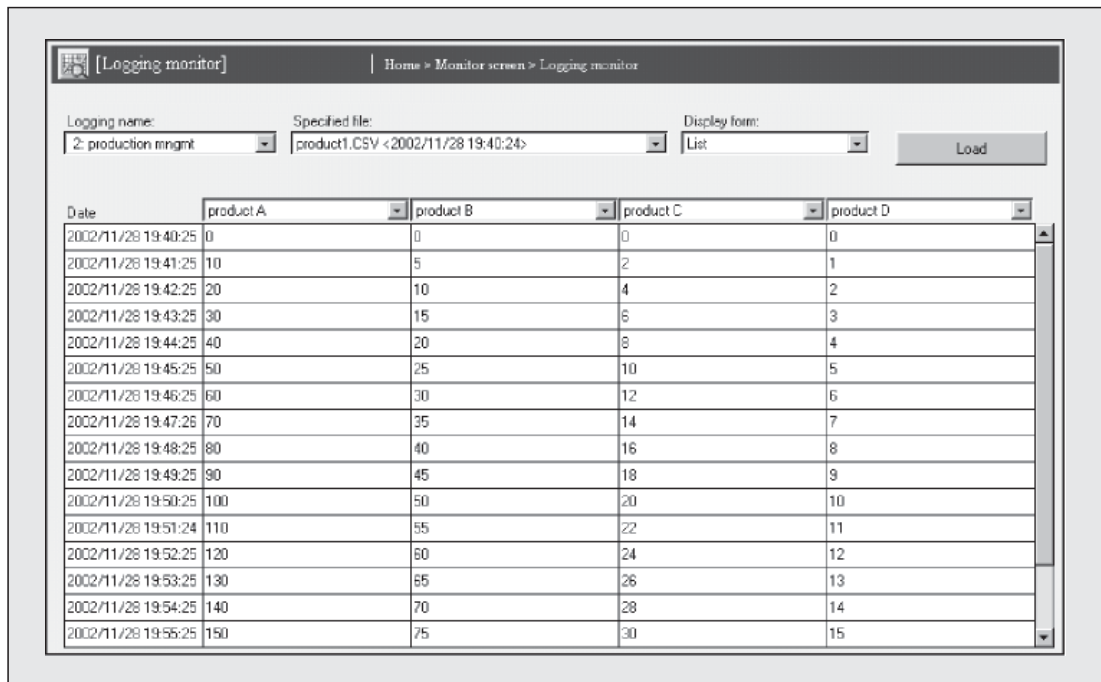 [Logging monitor] Home > Monitor screen > Logging monitor
Logging name: Specified file: Display form:
2: production mngmt product1.CSV <2002/11/28 19:40:24> List Load
Date product A product B product C product D
2002/11/28 19:40:25 0 0 0 0
2002/11/28 19:41:25 10 5 2 1
2002/11/28 19:42:25 20 10 4 2
2002/11/28 19:43:25 30 15 6 3
2002/11/28 19:44:25 40 20 8 4
2002/11/28 19:45:25 50 25 10 5
2002/11/28 19:46:25 60 30 12 6
2002/11/28 19:47:26 70 35 14 7
2002/11/28 19:48:25 80 40 16 8
2002/11/28 19:49:25 90 45 18 9
2002/11/28 19:50:25 100 50 20 10
2002/11/28 19:51:24 110 55 22 11
2002/11/28 19:52:25 120 60 24 12
2002/11/28 19:53:25 130 65 26 13
2002/11/28 19:54:25 140 70 28 14
2002/11/28 19:55:25 150 75 30 15